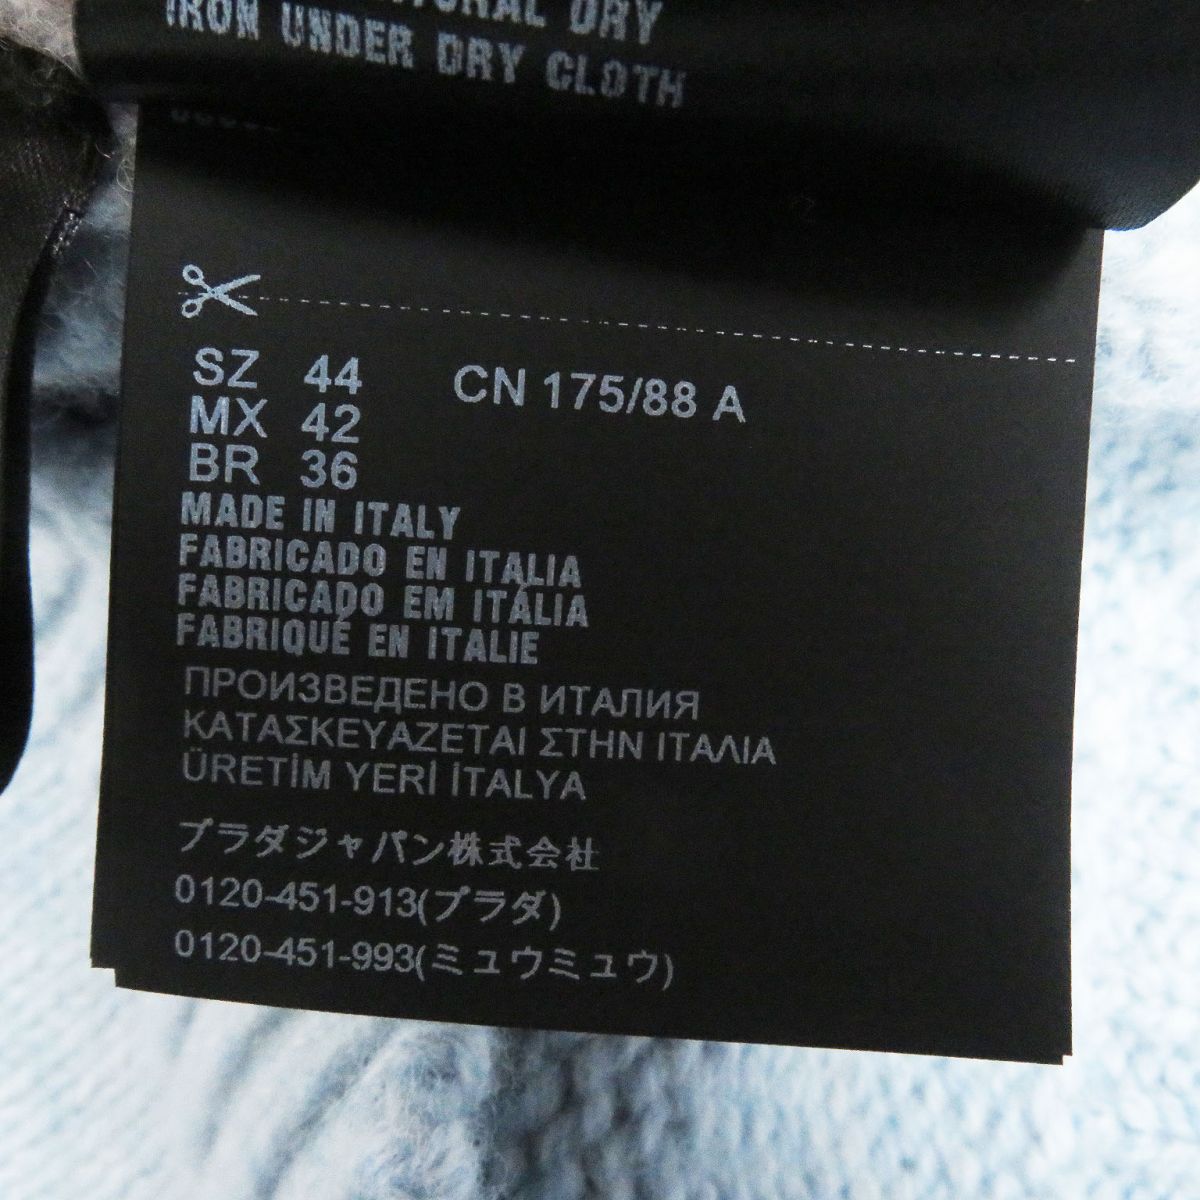 DRY
IRON UNDER DRY CLOTH
SZ 44 CN 175/88 A
MX 42
BR 36
MADE IN ITALY
FABRICADO EN ITALIA
FABRICADO EM ITÁLIA
FABRIQUÉ EN ITALIE
ПРОИЗВЕДЕНО В ИТАЛИЯ
ΚΑΤΑΣΚΕΥΑΖΕΤΑΙ ΣΤΗΝ ΙΤΑΛΙΑ
ÜRETİM YERİ İTALYA
プラダジャパン株式会社
0120-451-913(プラダ)
0120-451-993(ミュウミュウ)